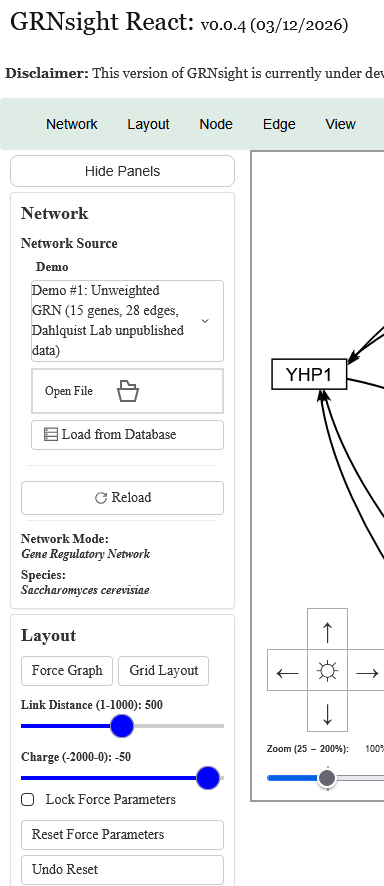 GRNsight React: v0.0.4 (03/12/2026)
Disclaimer: This version of GRNsight is currently under dev
Network Layout Node Edge View
Hide Panels
Network
Network Source
Demo
Demo #1: Unweighted
GRN (15 genes, 28 edges,
Dahlquist Lab unpublished
data)
Open File
Load from Database
Reload
Network Mode:
Gene Regulatory Network
Species:
Saccharomyces cerevisiae
Layout
Force Graph Grid Layout
Link Distance (1-1000): 500
Charge (-2000-0): -50
Lock Force Parameters
Reset Force Parameters
Undo Reset
YHP1
Zoom (25 – 200%): 100%